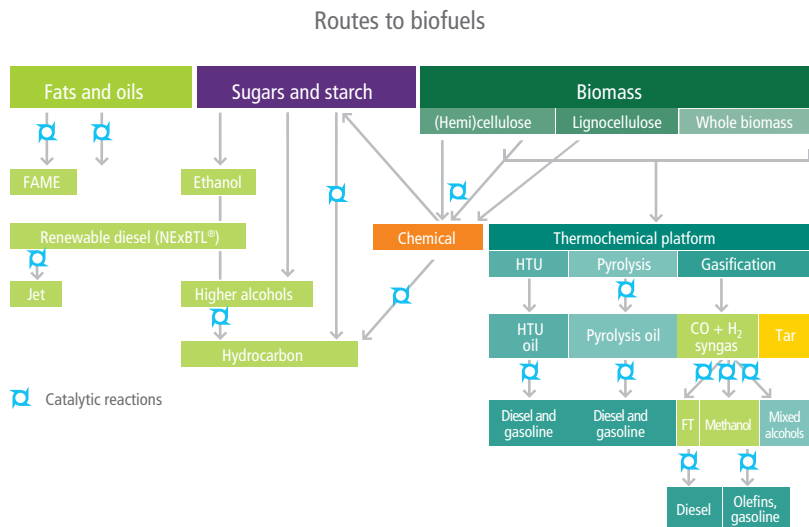 Routes to biofuels
Fats and oils
Sugars and starch
Biomass
(Hemi)cellulose
Lignocellulose
Whole biomass
FAME
Ethanol
Renewable diesel (NExBTL®)
Chemical
Thermochemical platform
HTU
Pyrolysis
Gasification
Jet
Higher alcohols
HTU
oil
Pyrolysis oil
CO + H₂
syngas
Tar
Hydrocarbon
Catalytic reactions
Diesel and
gasoline
Diesel and
gasoline
FT
Methanol
Mixed
alcohols
Diesel
Olefins,
gasoline